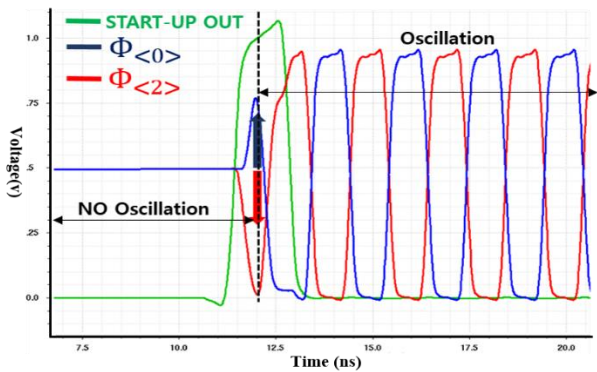 START-UP OUT
Φ<0>
Φ<2>
Oscillation
NO Oscillation
Voltage(v)
1.0
.75
.5
.25
0.0
7.5 10.0 12.5 15.0 17.5 20.0
Time (ns)